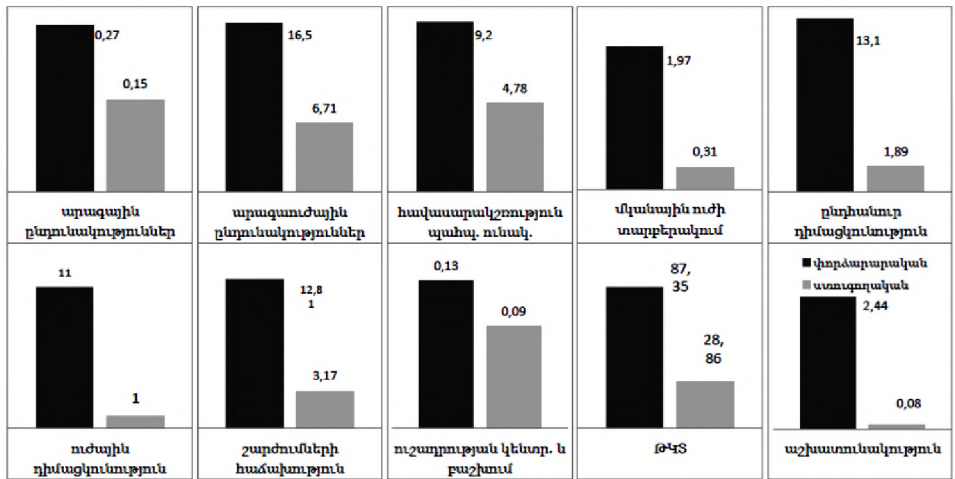 0,27
0,15
արագային
ընդունակություններ
16,5
6,71
արագաուժային
ընդունակություններ
9,2
4,78
հավասարակշռություն
պահպ. ունակ.
1,97
0,31
մկանային ուժի
տարբերակում
13,1
1,89
ընդհանուր
դիմացկունություն
11
1
ուժային
դիմացկունություն
12,8
1
3,17
շարժումների
հաճախություն
0,13
0,09
ուշադրության կենտր. և
բաշխում
87,
35
28,
86
ԹԿՏ
փորձարարական
ստուգողական
2,44
0,08
աշխատունակություն